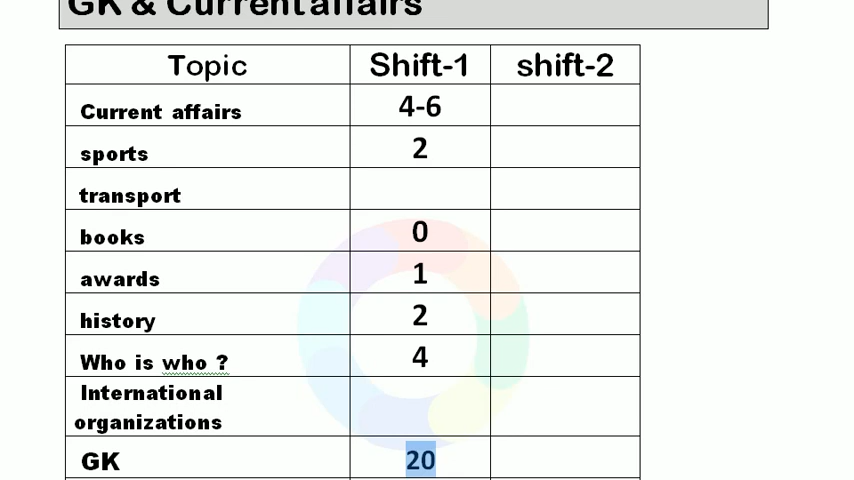 GK & Current affairs
Topic Shift-1 shift-2
Current affairs 4-6
sports 2
transport
books 0
awards 1
history 2
Who is who ? 4
International
organizations
GK 20